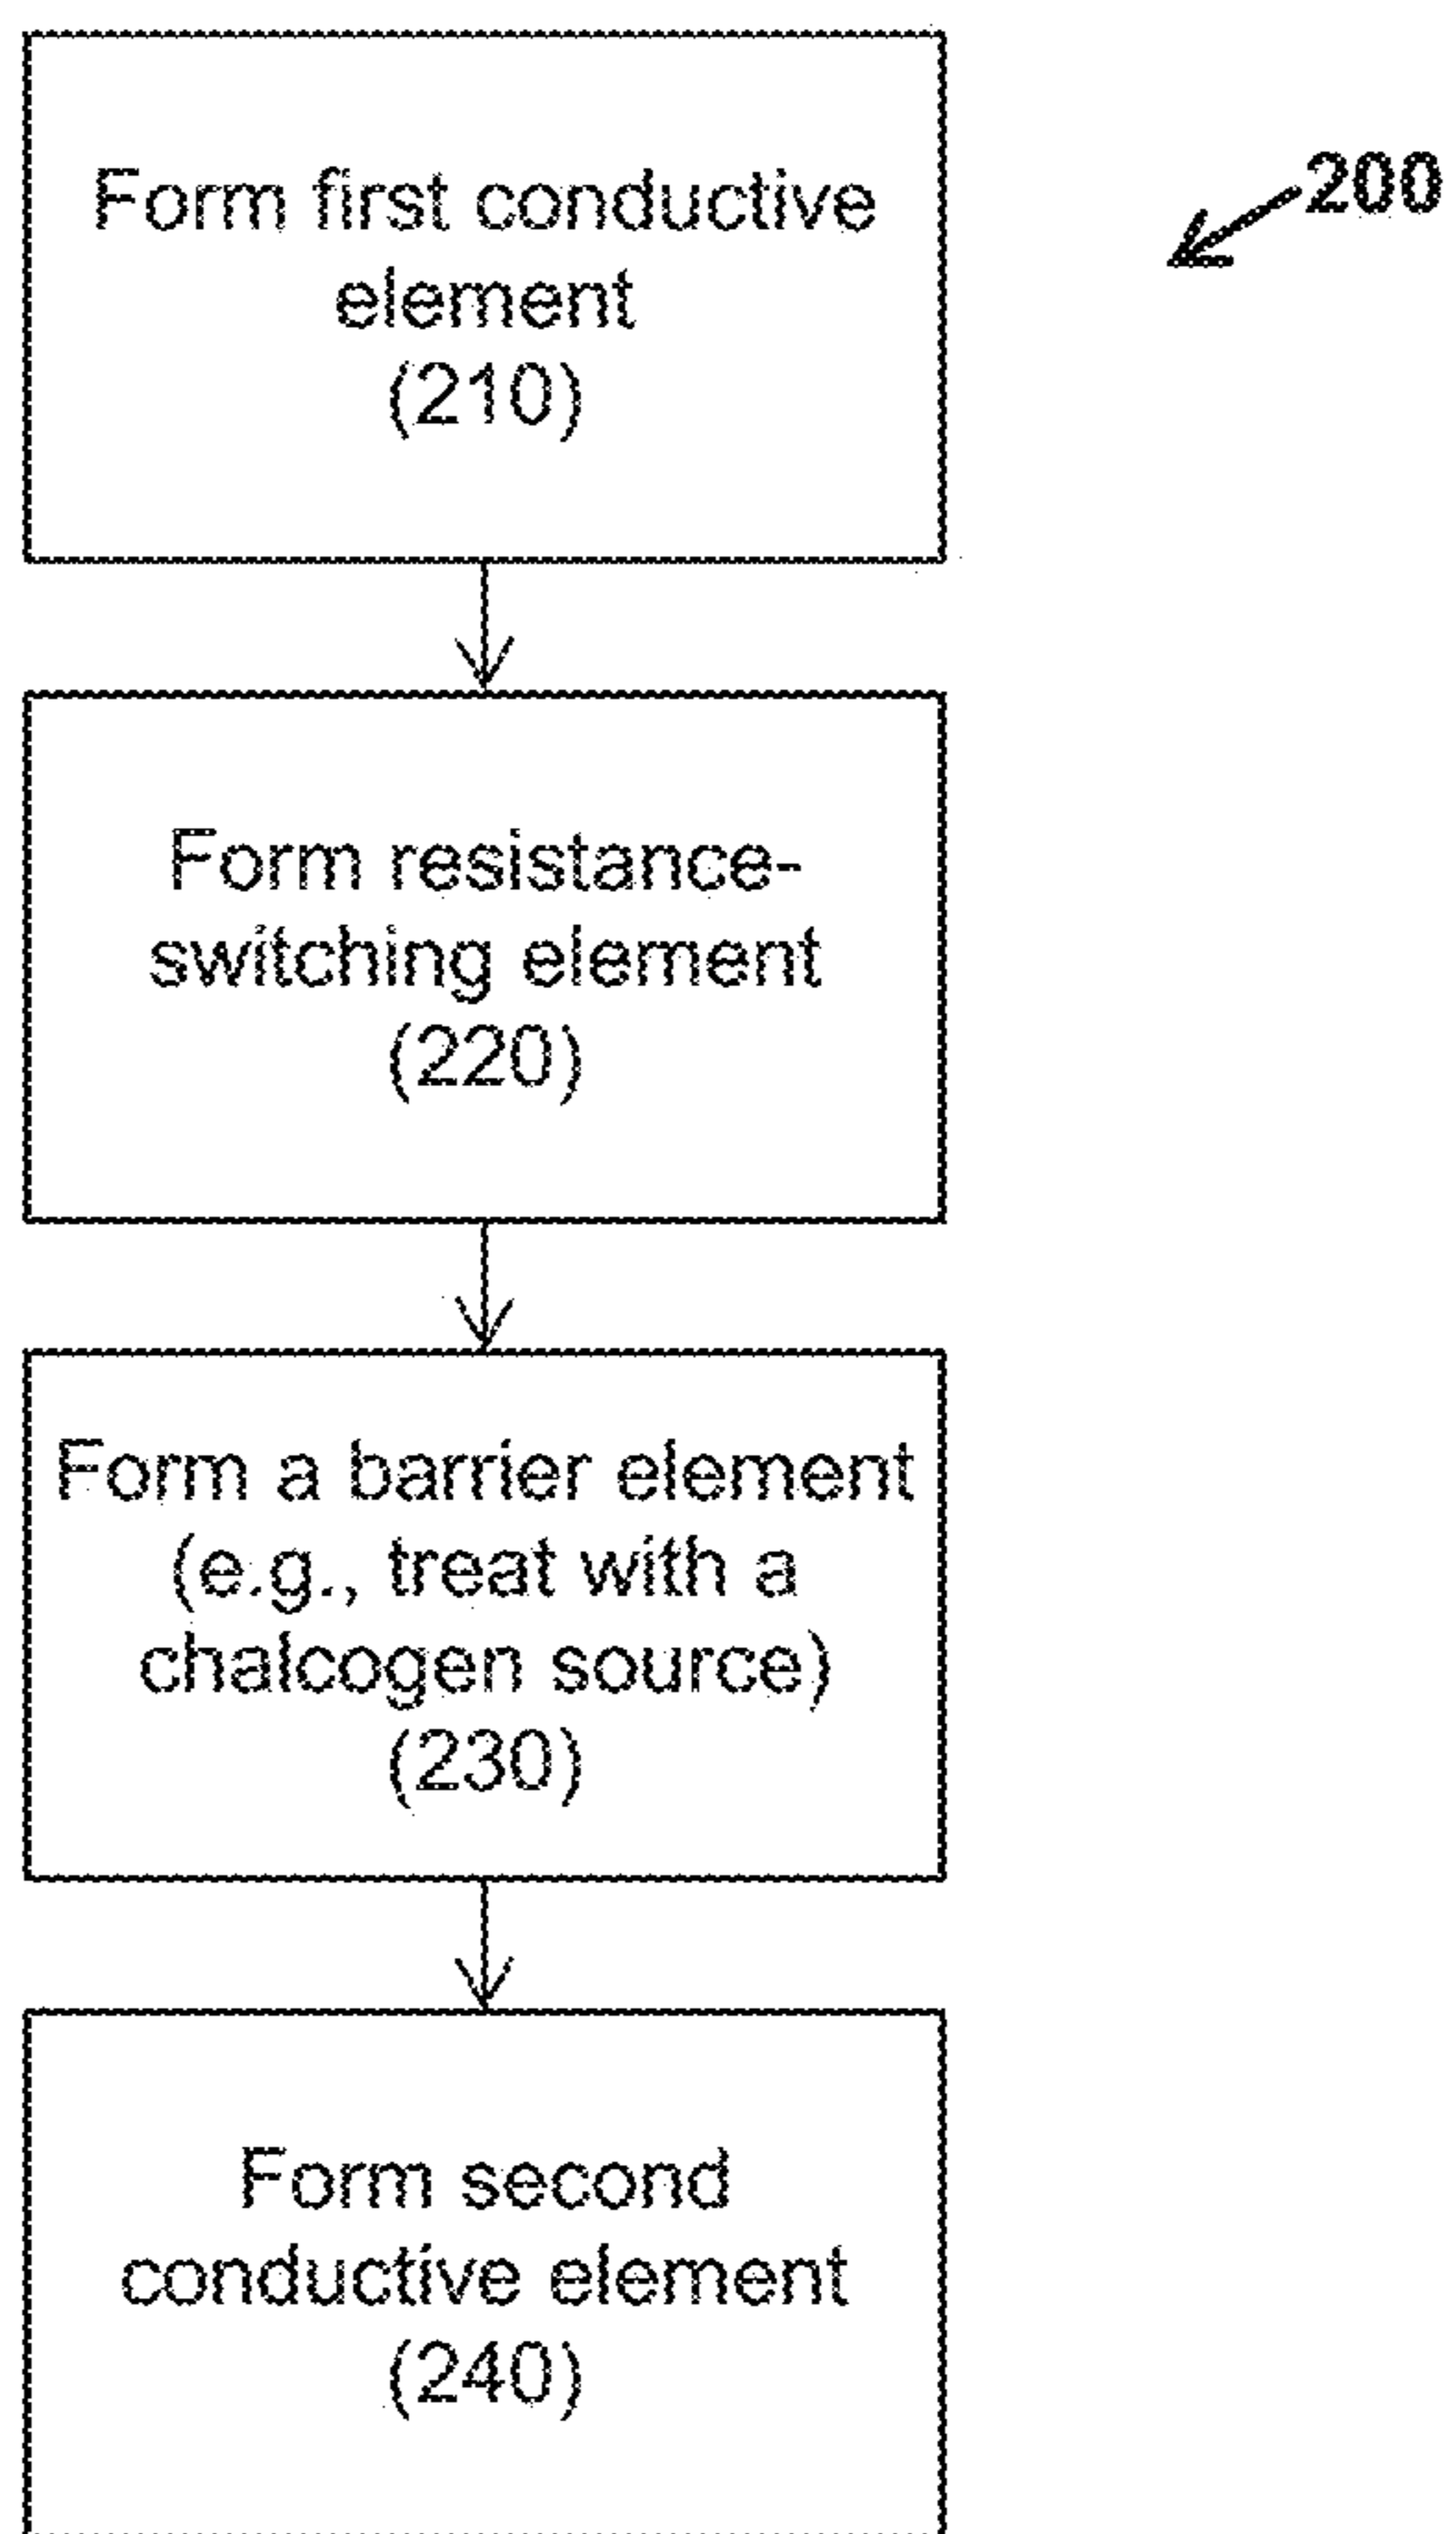 Form first conductive
element
(210)
200
Form resistance-
switching element
(220)
Form a barrier element
(e.g., treat with a
chalcogen source)
(230)
Form second
conductive element
(240)